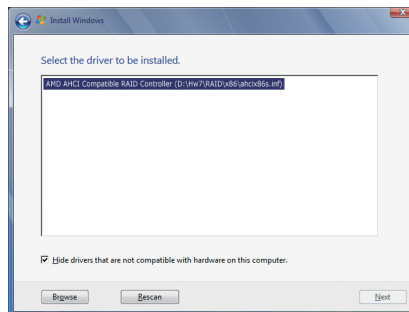 Install Windows
Select the driver to be installed.
AMD AHCI Compatible RAID Controller (D:\Hw7\RAID\x86\ahcix86s.inf)
Hide drivers that are not compatible with hardware on this computer.
Browse Rescan Next